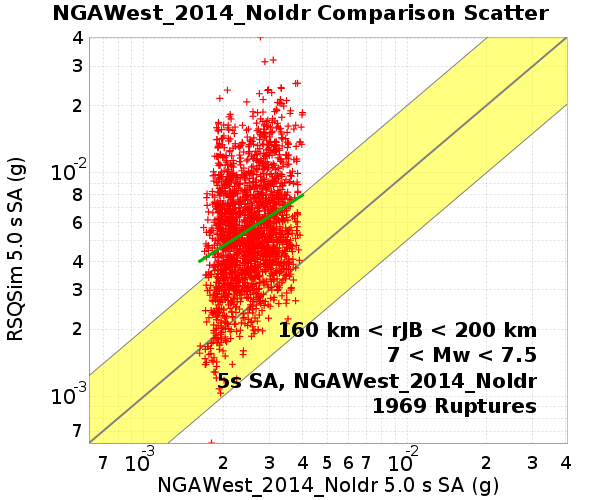 NGAWest_2014_NoIdr Comparison Scatter
4
3
2
10-2
8
6
4
3
2
10-3
7
RSQSim 5.0 s SA (g)
160 km < rJB < 200 km
7 < Mw < 7.5
5s SA, NGAWest_2014_NoIdr
1969 Ruptures
7 10-3 2 3 4 5 6 7 10-2 2 3 4
NGAWest_2014_NoIdr 5.0 s SA (g)